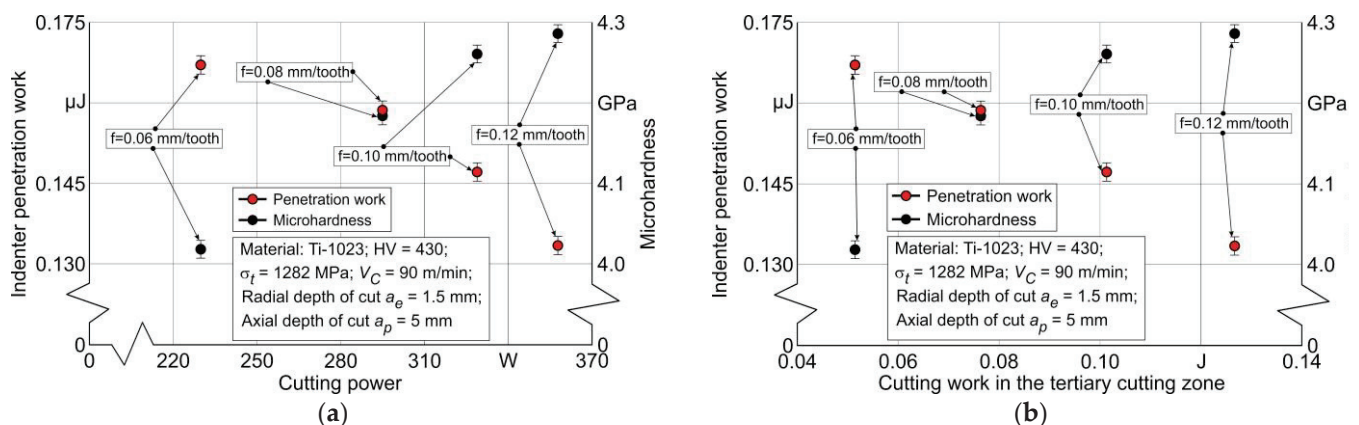 0.175
μJ
0.145
0.130
0
Indenter penetration work
4.3
GPa
4.1
4.0
0
Microhardness
f=0.08 mm/tooth
f=0.06 mm/tooth
f=0.10 mm/tooth
f=0.12 mm/tooth
Penetration work
Microhardness
Material: Ti-1023; HV = 430;
σt = 1282 MPa; VC = 90 m/min;
Radial depth of cut ae = 1.5 mm;
Axial depth of cut ap = 5 mm
0 220 250 280 310 W 370
Cutting power
(a)
0.175
μJ
0.145
0.130
0
Indenter penetration work
4.3
GPa
4.1
4.0
0
Microhardness
f=0.08 mm/tooth
f=0.06 mm/tooth
f=0.10 mm/tooth
f=0.12 mm/tooth
Penetration work
Microhardness
Material: Ti-1023; HV = 430;
σt = 1282 MPa; VC = 90 m/min;
Radial depth of cut ae = 1.5 mm;
Axial depth of cut ap = 5 mm
0.04 0.06 0.08 0.10 J 0.14
Cutting work in the tertiary cutting zone
(b)